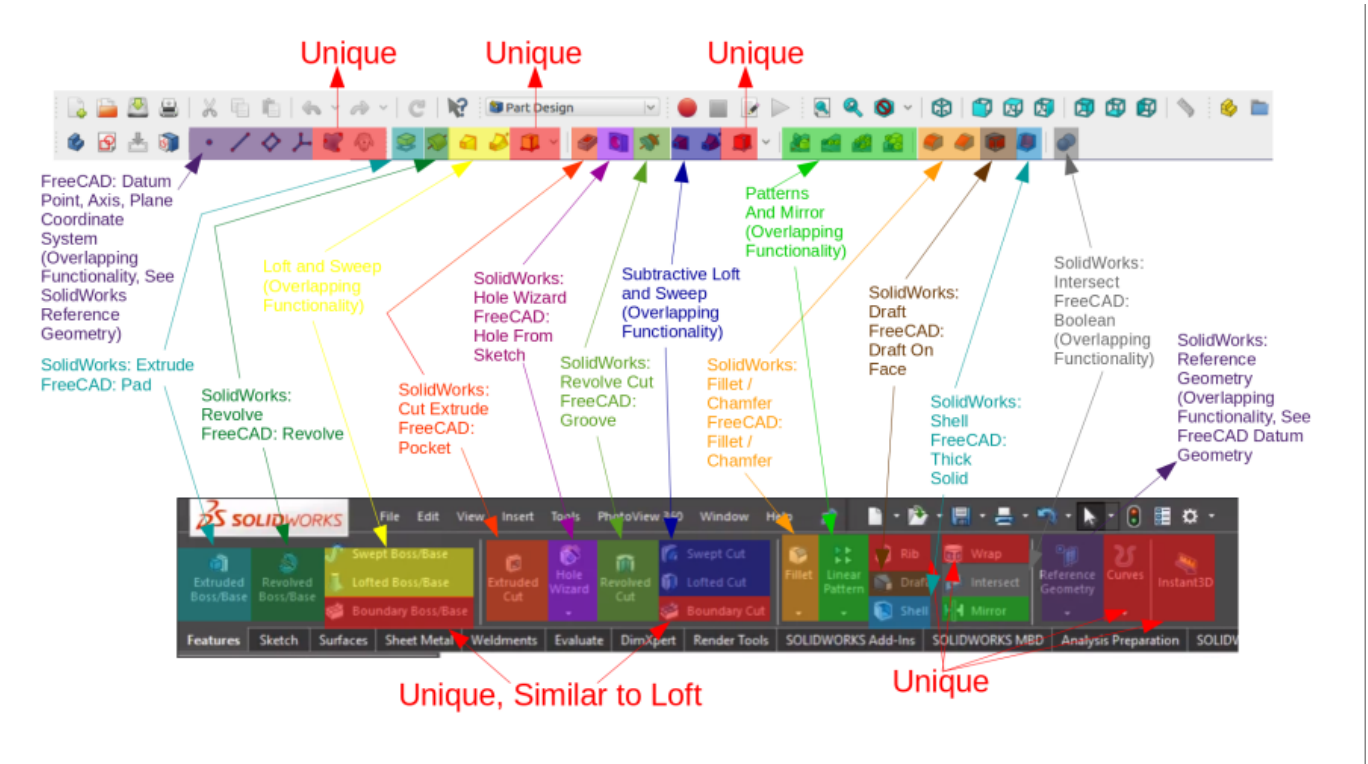 Unique
Unique
Unique
Part Design
FreeCAD: Datum
Point, Axis, Plane
Coordinate
System
(Overlapping
Functionality, See
SolidWorks
Reference
Geometry)
SolidWorks: Extrude
FreeCAD: Pad
SolidWorks:
Revolve
FreeCAD: Revolve
Loft and Sweep
(Overlapping
Functionality)
SolidWorks:
Cut Extrude
FreeCAD:
Pocket
SolidWorks:
Hole Wizard
FreeCAD:
Hole From
Sketch
SolidWorks:
Revolve Cut
FreeCAD:
Groove
Subtractive Loft
and Sweep
(Overlapping
Functionality)
Patterns
And Mirror
(Overlapping
Functionality)
SolidWorks:
Fillet /
Chamfer
FreeCAD:
Fillet /
Chamfer
SolidWorks:
Draft
FreeCAD:
Draft On
Face
SolidWorks:
Shell
FreeCAD:
Thick
Solid
SolidWorks:
Intersect
FreeCAD:
Boolean
(Overlapping
Functionality)
SolidWorks:
Reference
Geometry
(Overlapping
Functionality, See
FreeCAD Datum
Geometry
SOLIDWORKS
File Edit View Insert Tools PhotoView 360 Window Help
Extruded
Boss/Base
Revolved
Boss/Base
Swept Boss/Base
Lofted Boss/Base
Boundary Boss/Base
Extruded
Cut
Hole
Wizard
Revolved
Cut
Swept Cut
Lofted Cut
Boundary Cut
Fillet
Linear
Pattern
Rib
Draft
Shell
Wrap
Intersect
Mirror
Reference
Geometry
Curves
Instant3D
Features Sketch Surfaces Sheet Metal Weldments Evaluate DimXpert Render Tools SOLIDWORKS Add-Ins SOLIDWORKS MBD Analysis Preparation SOLIDW
Unique, Similar to Loft
Unique